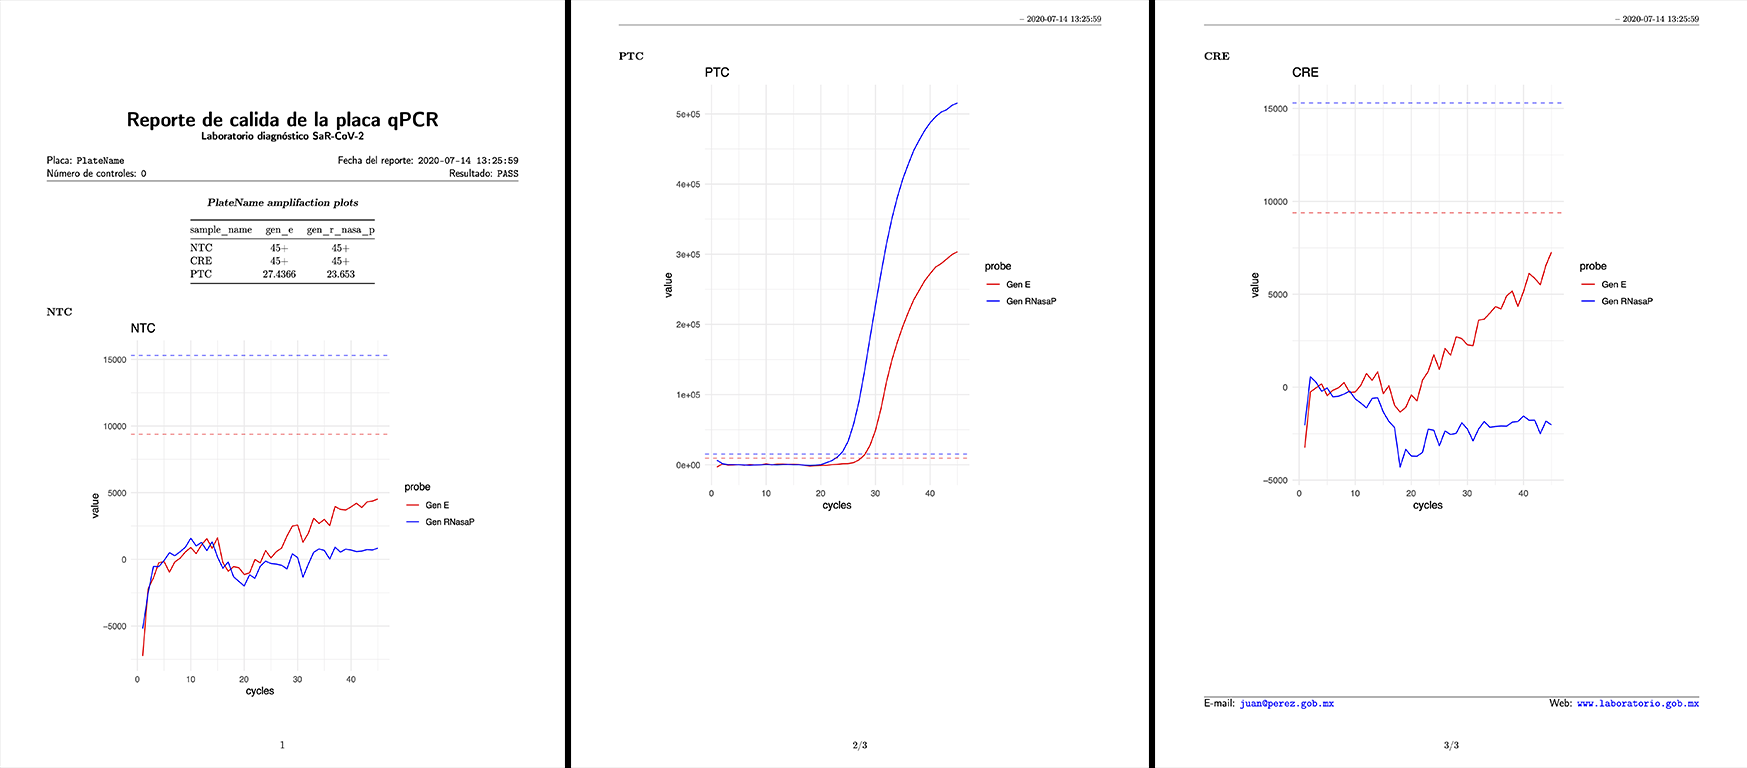 Reporte de calida de la placa qPCR
Laboratorio diagnóstico SaR-CoV-2
Placa: PlateName
Fecha del reporte: 2020-07-14 13:25:59
Número de controles: 0
Resultado: PASS
PlateName amplifaction plots
sample_name gen_e gen_r_nasa_p
NTC 45+ 45+
CRE 45+ 45+
PTC 27.4366 23.653
NTC
NTC
15000
10000
5000
0
−5000
value
0 10 20 30 40
cycles
probe
Gen E
Gen RNasaP
1
– 2020-07-14 13:25:59
PTC
PTC
5e+05
4e+05
3e+05
2e+05
1e+05
0e+00
value
0 10 20 30 40
cycles
probe
Gen E
Gen RNasaP
2/3
– 2020-07-14 13:25:59
CRE
CRE
15000
10000
5000
0
−5000
value
0 10 20 30 40
cycles
probe
Gen E
Gen RNasaP
E-mail: juan@perez.gob.mx
Web: www.laboratorio.gob.mx
3/3